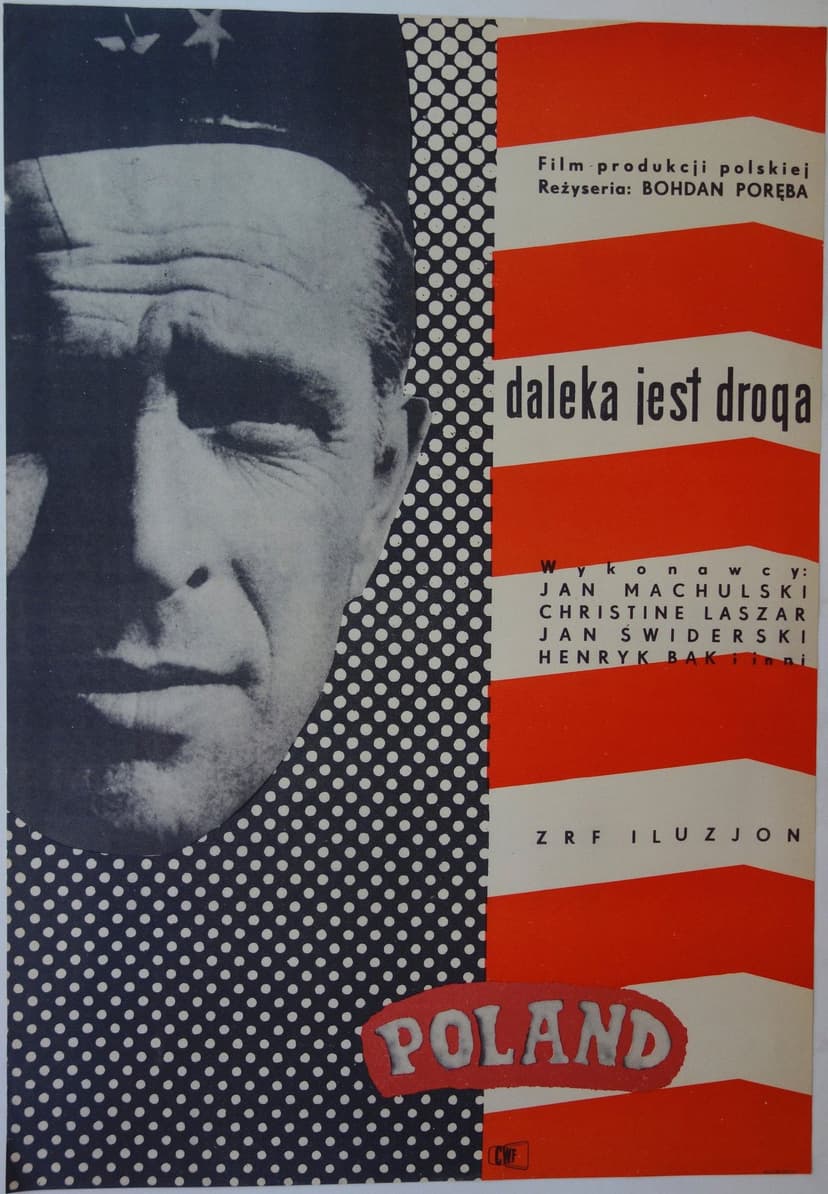 Film produkcji polskiej
Reżyseria: BOHDAN PORĘBA
daleka jest droga
Wykonawcy:
JAN MACHULSKI
CHRISTINE LASZAR
JAN ŚWIDERSKI
HENRYK BĄK i inni
ZRF ILUZJON
POLAND
CWF